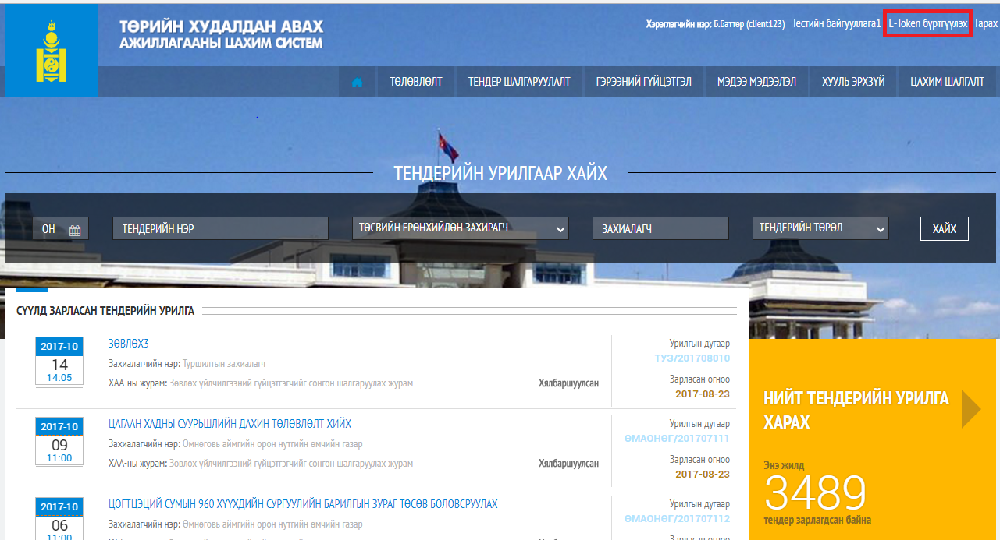 ТӨРИЙН ХУДАЛДАН АВАХ
АЖИЛЛАГААНЫ ЦАХИМ СИСТЕМ
Хэрэглэгчийн нэр: Б.Баттөр (client123) Тестийн байгууллага1 E-Token бүртгүүлэх Гарах
ТӨЛӨВЛӨЛТ ТЕНДЕР ШАЛГАРУУЛАЛТ ГЭРЭЭНИЙ ГҮЙЦЭТГЭЛ МЭДЭЭ МЭДЭЭЛЭЛ ХУУЛЬ ЭРХЗҮЙ ЦАХИМ ШАЛГАЛТ
ТЕНДЕРИЙН УРИЛГААР ХАЙХ
ОН ТЕНДЕРИЙН НЭР ТӨСВИЙН ЕРӨНХИЙЛӨН ЗАХИРАГЧ ЗАХИАЛАГЧ ТЕНДЕРИЙН ТӨРӨЛ ХАЙХ
СҮҮЛД ЗАРЛАСАН ТЕНДЕРИЙН УРИЛГА
2017-10
14
14:05
ЗӨВЛӨХ3
Захиалагчийн нэр: Туршилтын захиалагч
ХАА-ны журам: Зөвлөх үйлчилгээний гүйцэтгэгчийг сонгон шалгаруулах журам
Хялбаршуулсан
Урилгын дугаар
ТУЗ/201708010
Зарласан огноо
2017-08-23
2017-10
09
11:00
ЦАГААН ХАДНЫ СУУРЬШЛИЙН ДАХИН ТӨЛӨВЛӨЛТ ХИЙХ
Захиалагчийн нэр: Өмнөговь аймгийн орон нутгийн өмчийн газар
ХАА-ны журам: Зөвлөх үйлчилгээний гүйцэтгэгчийг сонгон шалгаруулах журам
Хялбаршуулсан
Урилгын дугаар
ӨМАОНӨГ/201707111
Зарласан огноо
2017-08-23
2017-10
06
11:00
ЦОГТЦЭЦИЙ СУМЫН 960 ХҮҮХДИЙН СУРГУУЛИЙН БАРИЛГЫН ЗУРАГ ТӨСӨВ БОЛОВСРУУЛАХ
Захиалагчийн нэр: Өмнөговь аймгийн орон нутгийн өмчийн газар
Урилгын дугаар
ӨМАОНӨГ/201707112
Зарласан огноо
НИЙТ ТЕНДЕРИЙН УРИЛГА
ХАРАХ
Энэ жилд
3489
тендер зарлагдсан байна